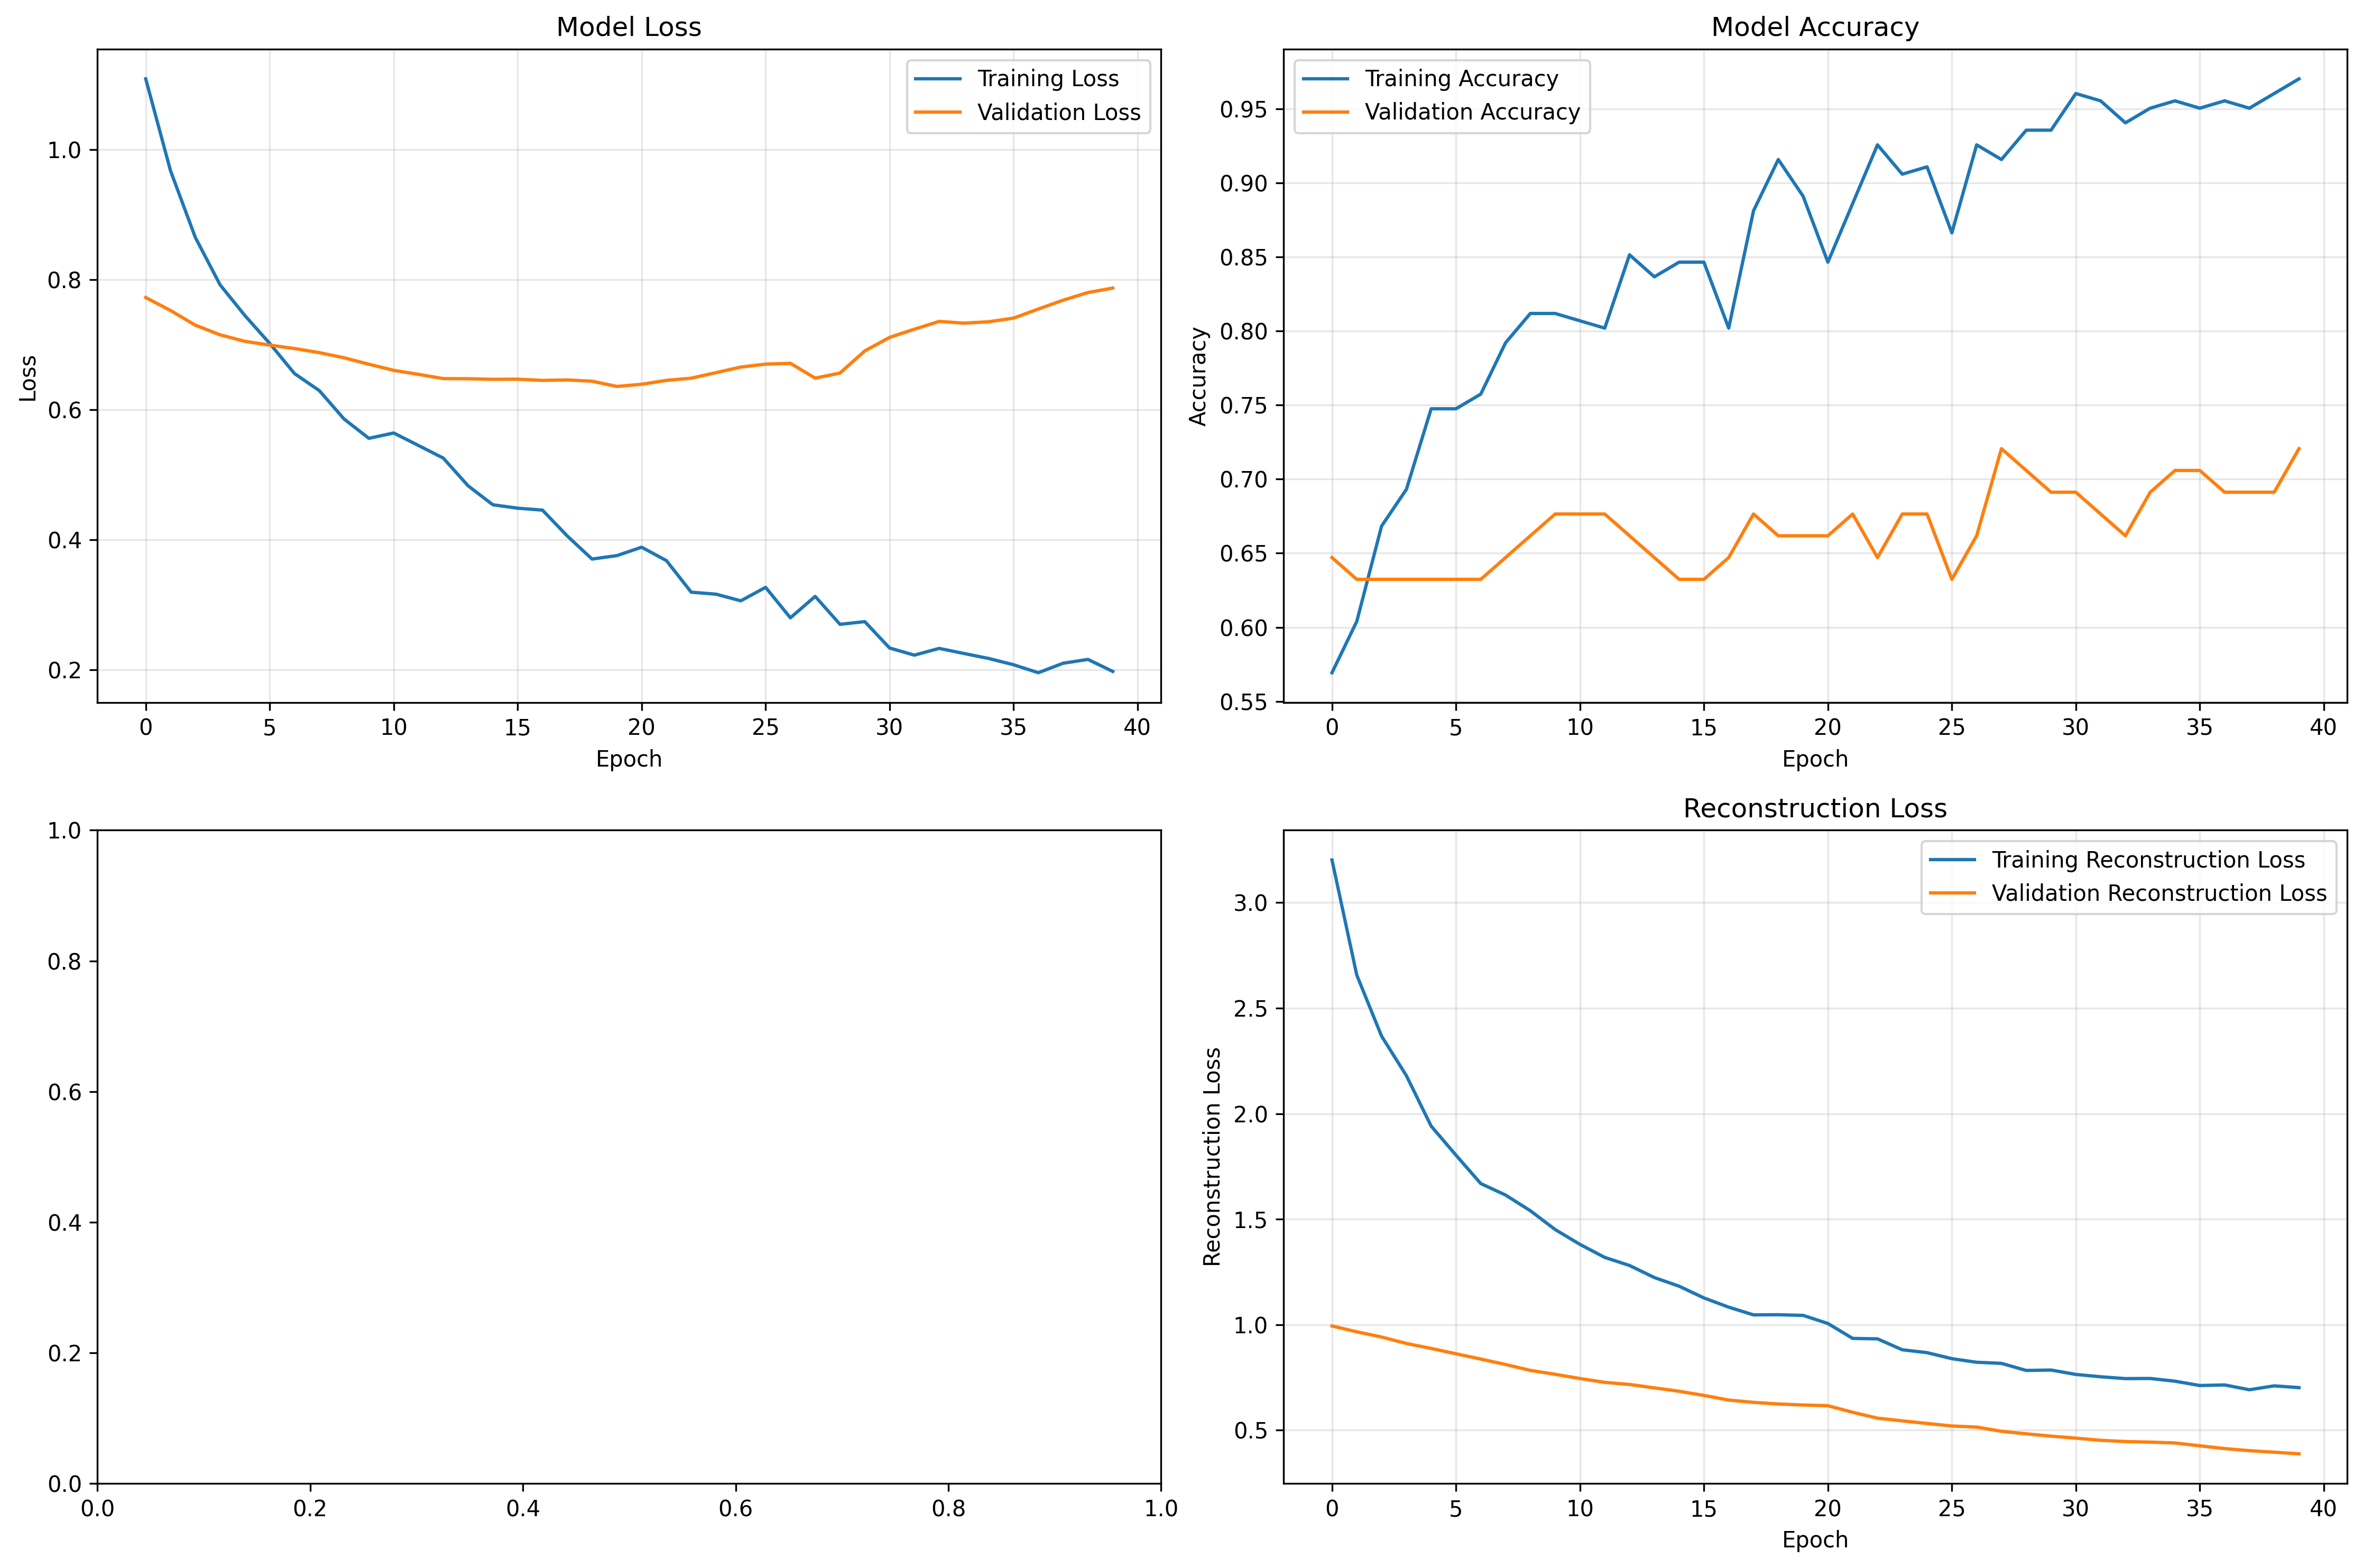 Model Loss
Training Loss
Validation Loss
1.0
0.8
0.6
0.4
0.2
Loss
0 5 10 15 20 25 30 35 40
Epoch
Model Accuracy
Training Accuracy
Validation Accuracy
0.95
0.90
0.85
0.80
0.75
0.70
0.65
0.60
0.55
Accuracy
0 5 10 15 20 25 30 35 40
Epoch
1.0
0.8
0.6
0.4
0.2
0.0
0.0 0.2 0.4 0.6 0.8 1.0
Reconstruction Loss
Training Reconstruction Loss
Validation Reconstruction Loss
3.0
2.5
2.0
1.5
1.0
0.5
Reconstruction Loss
0 5 10 15 20 25 30 35 40
Epoch